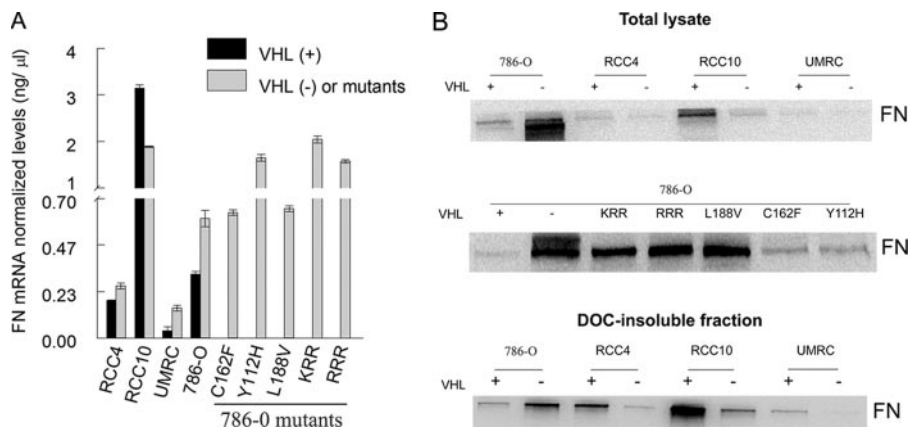 A
FN mRNA normalized levels (ng/ µl)
4
3
2
1
0.70
0.47
0.23
0.00
VHL (+)
VHL (-) or mutants
RCC4
RCC10
UMRC
786-O
C162F
Y112H
L188V
KRR
RRR
786-0 mutants
B
Total lysate
786-O RCC4 RCC10 UMRC
VHL + - + - + - + -
FN
786-O
VHL + - KRR RRR L188V C162F Y112H
FN
DOC-insoluble fraction
786-O RCC4 RCC10 UMRC
VHL + - + - + - + -
FN